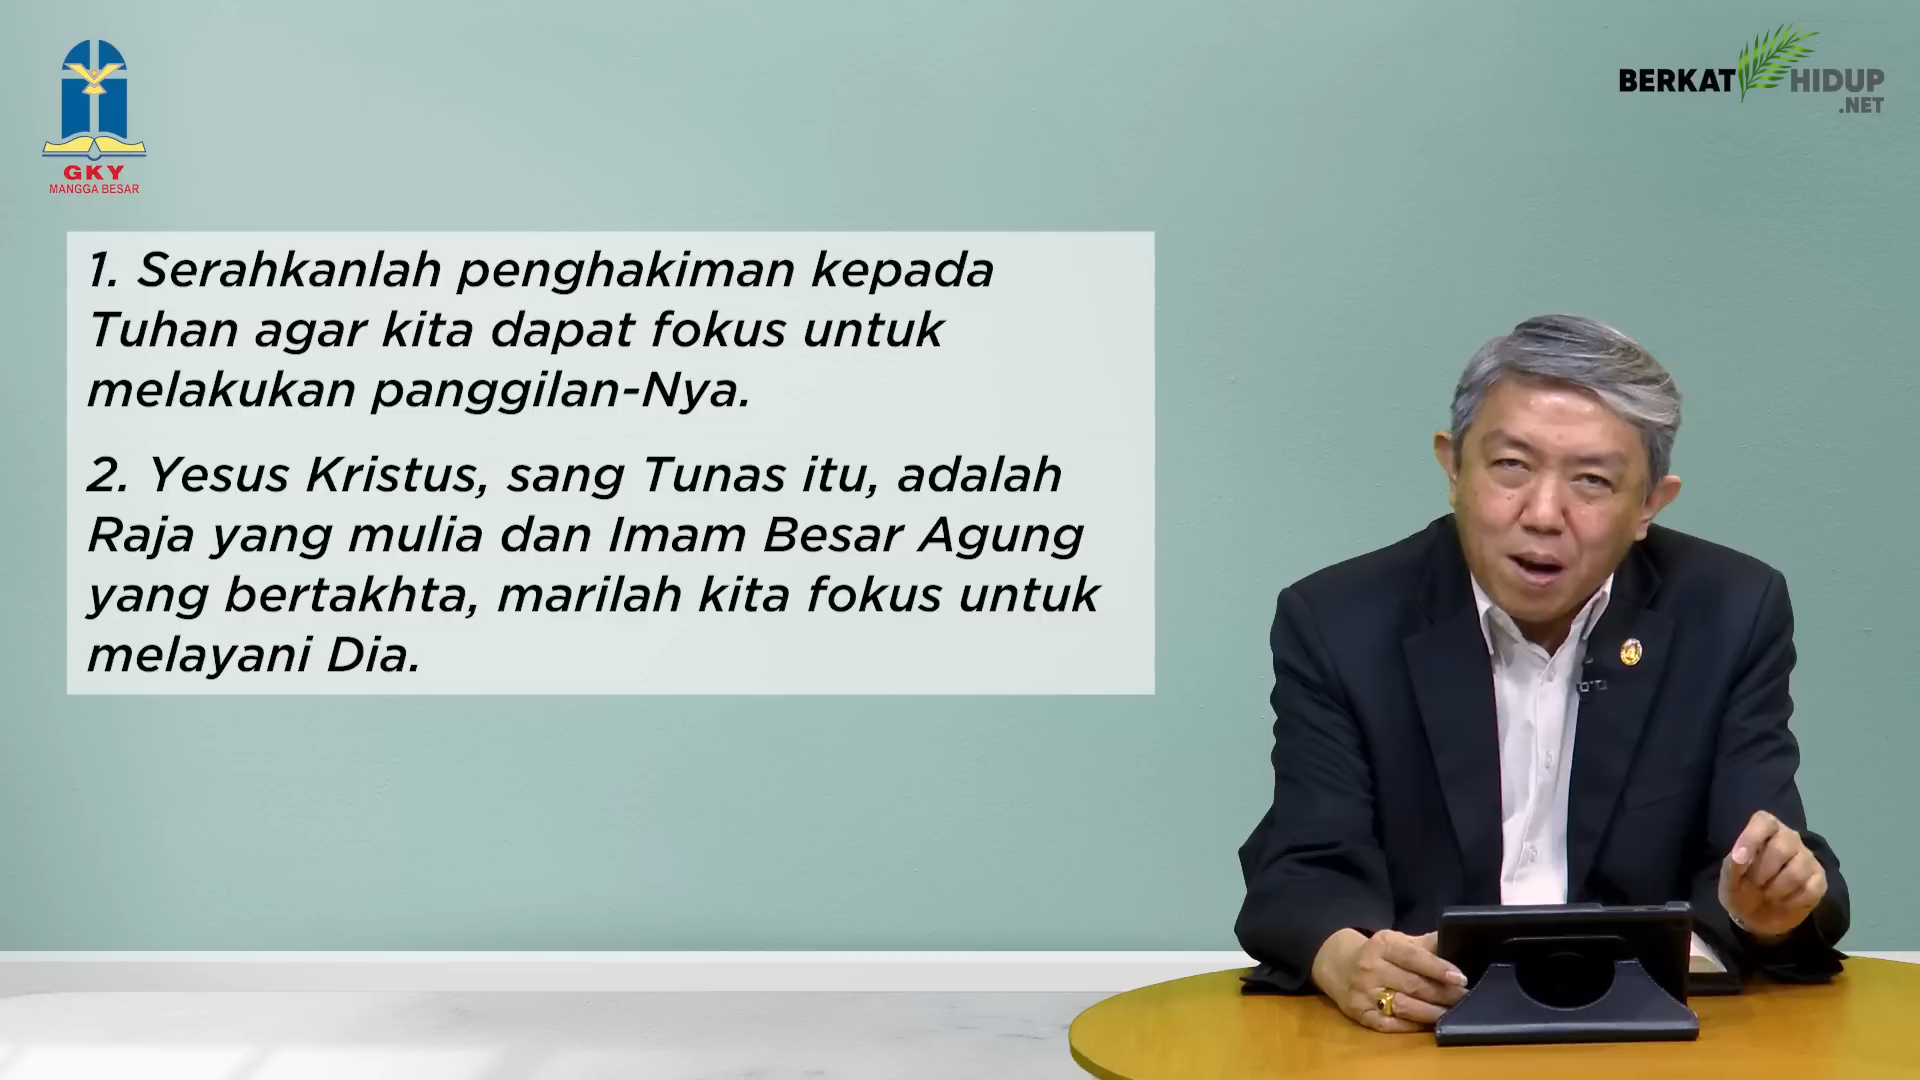 GKY
MANGGA BESAR
BERKAT HIDUP
.NET
1. Serahkanlah penghakiman kepada
Tuhan agar kita dapat fokus untuk
melakukan panggilan-Nya.
2. Yesus Kristus, sang Tunas itu, adalah
Raja yang mulia dan Imam Besar Agung
yang bertakhta, marilah kita fokus untuk
melayani Dia.